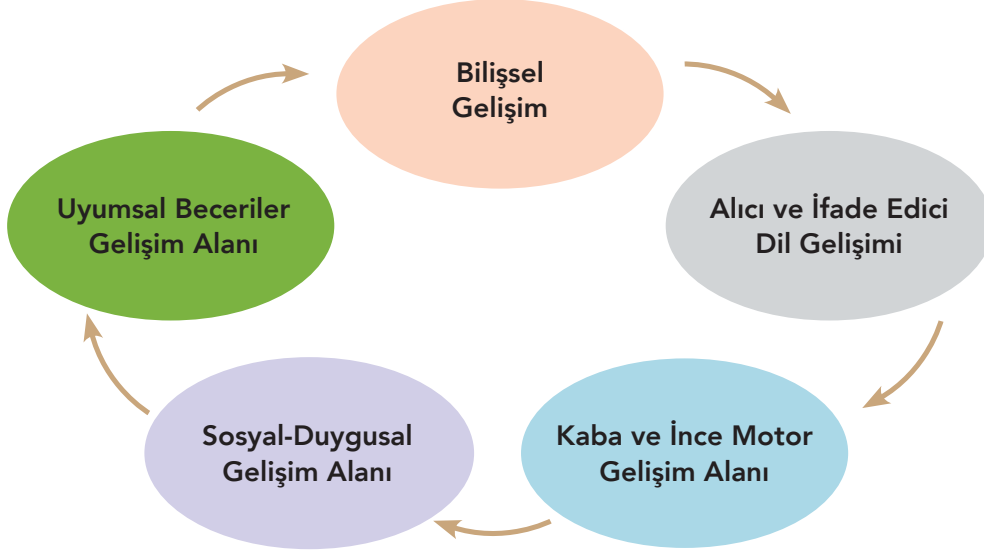 Bilişsel
Gelişim
Alıcı ve İfade Edici
Dil Gelişimi
Kaba ve İnce Motor
Gelişim Alanı
Sosyal-Duygusal
Gelişim Alanı
Uyumsal Beceriler
Gelişim Alanı